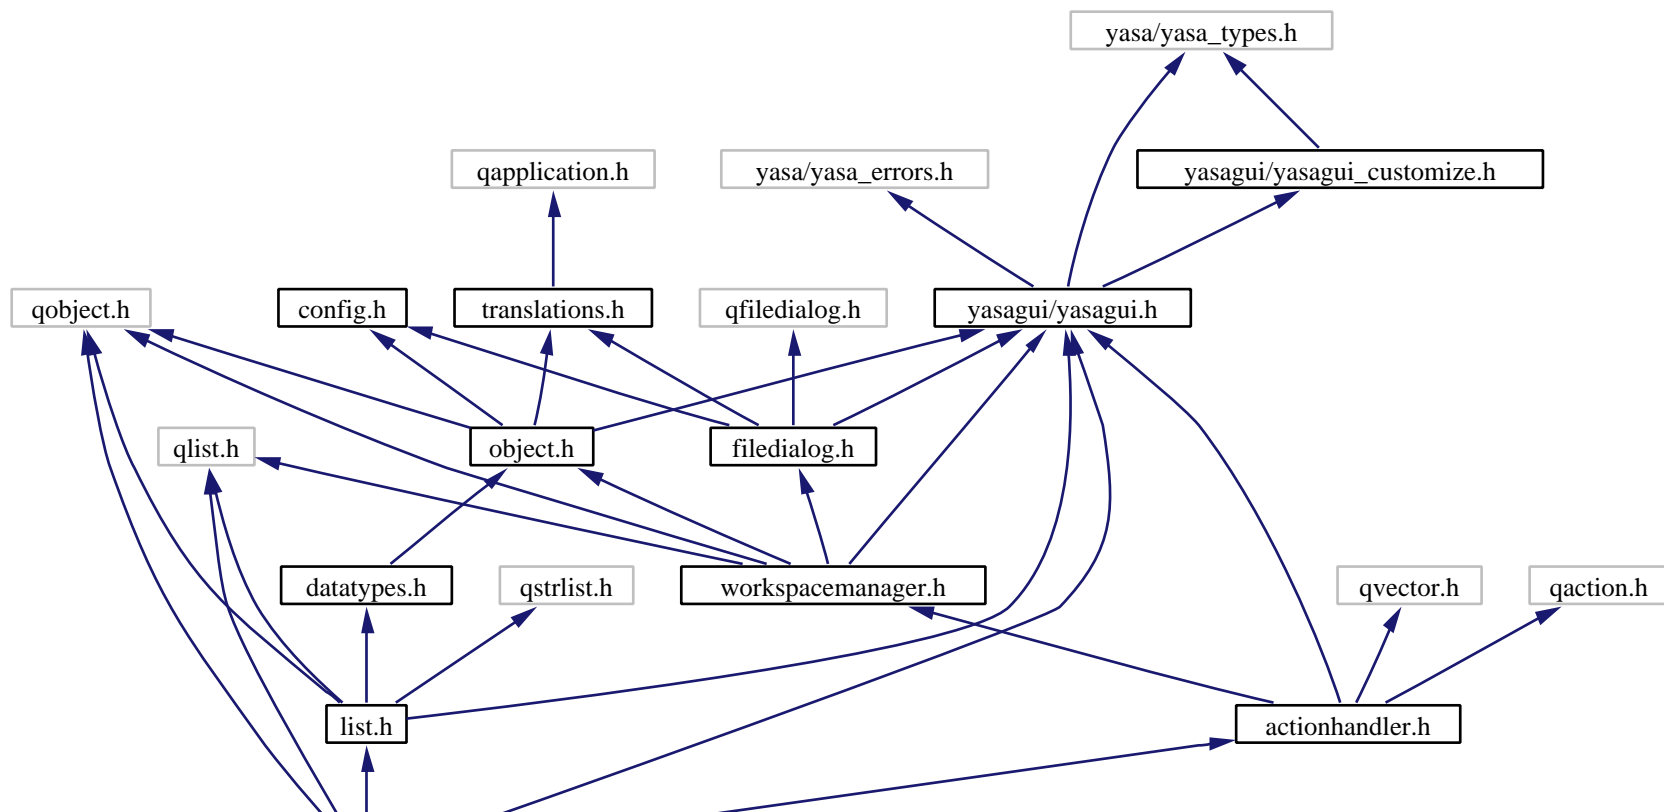 yasa/yasa_types.h
qapplication.h
yasa/yasa_errors.h
yasagui/yasagui_customize.h
qobject.h
config.h
translations.h
qfiledialog.h
yasagui/yasagui.h
qlist.h
object.h
filedialog.h
datatypes.h
qstrlist.h
workspacemanager.h
qvector.h
qaction.h
list.h
actionhandler.h